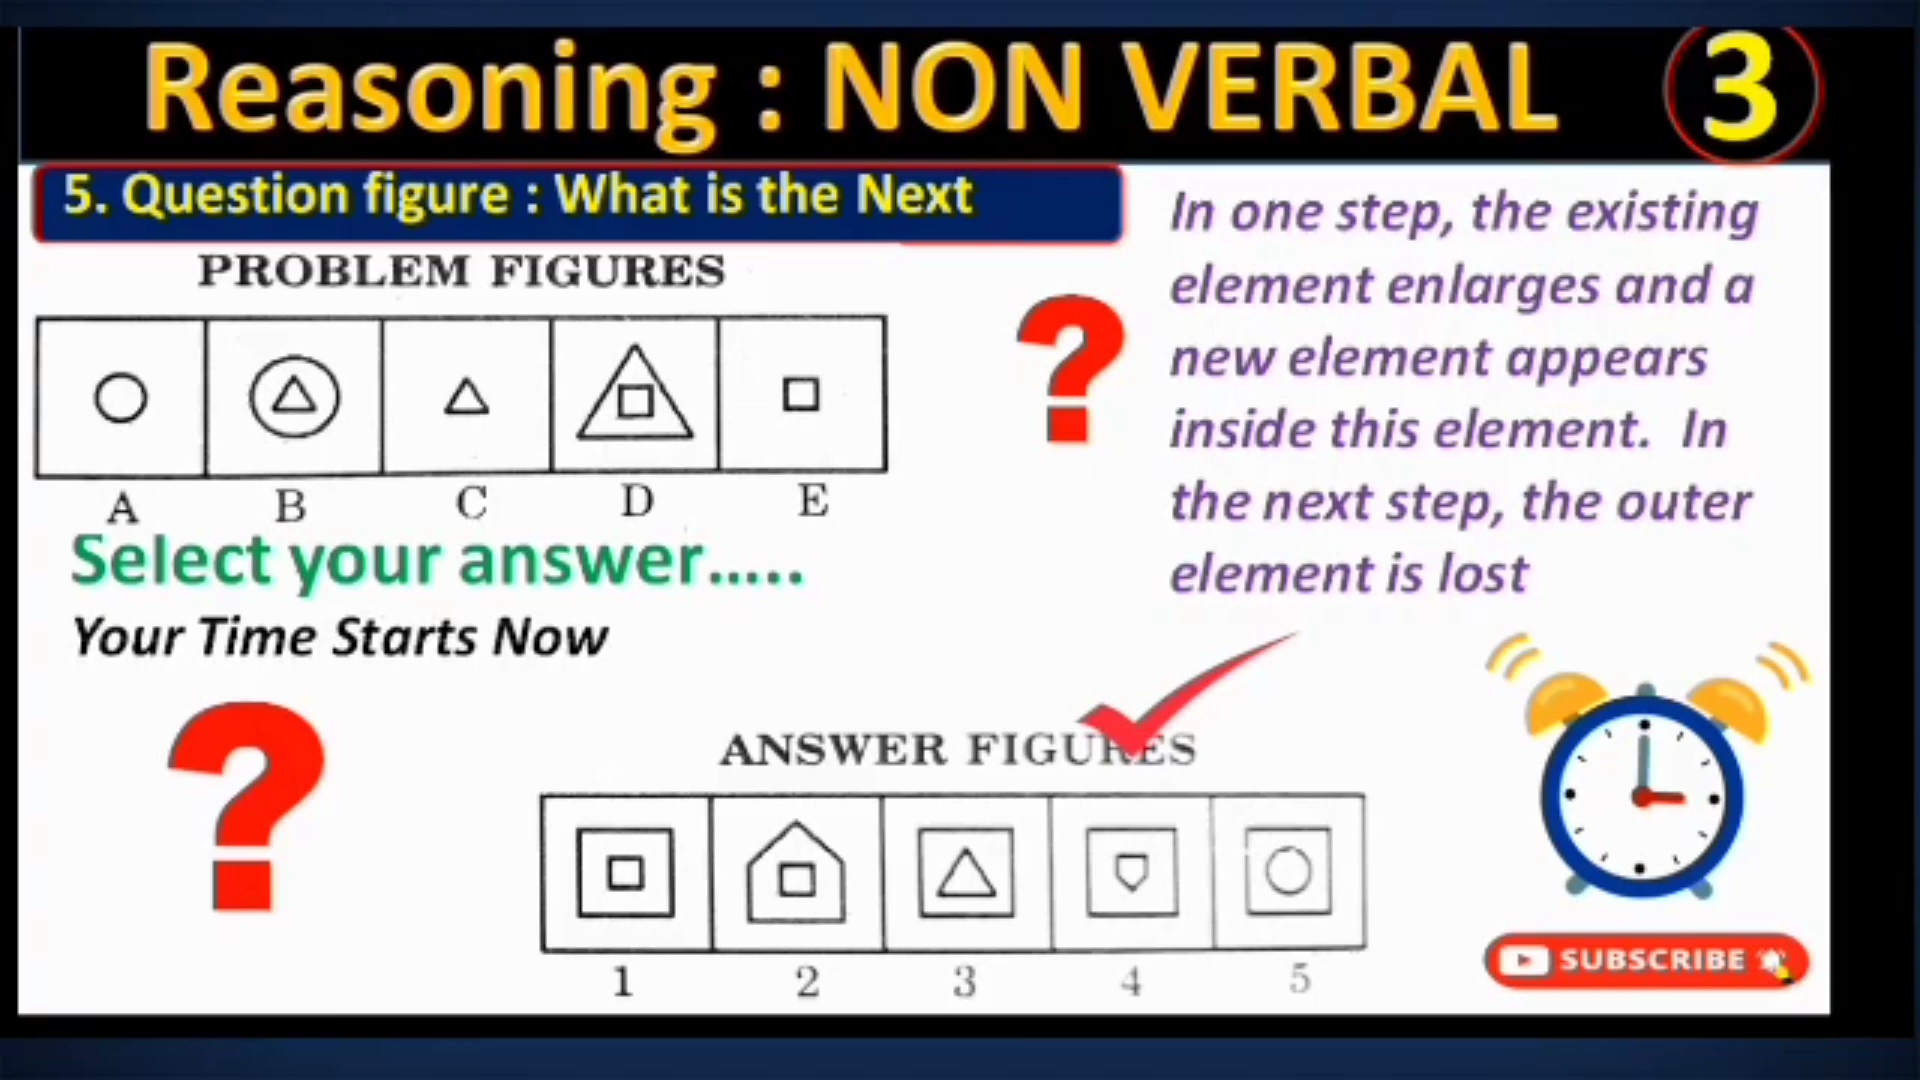 Reasoning : NON VERBAL 3
5. Question figure : What is the Next
PROBLEM FIGURES
A B C D E
Select your answer.....
Your Time Starts Now
In one step, the existing
element enlarges and a
new element appears
inside this element. In
the next step, the outer
element is lost
ANSWER FIGURES
1 2 3 4 5
SUBSCRIBE